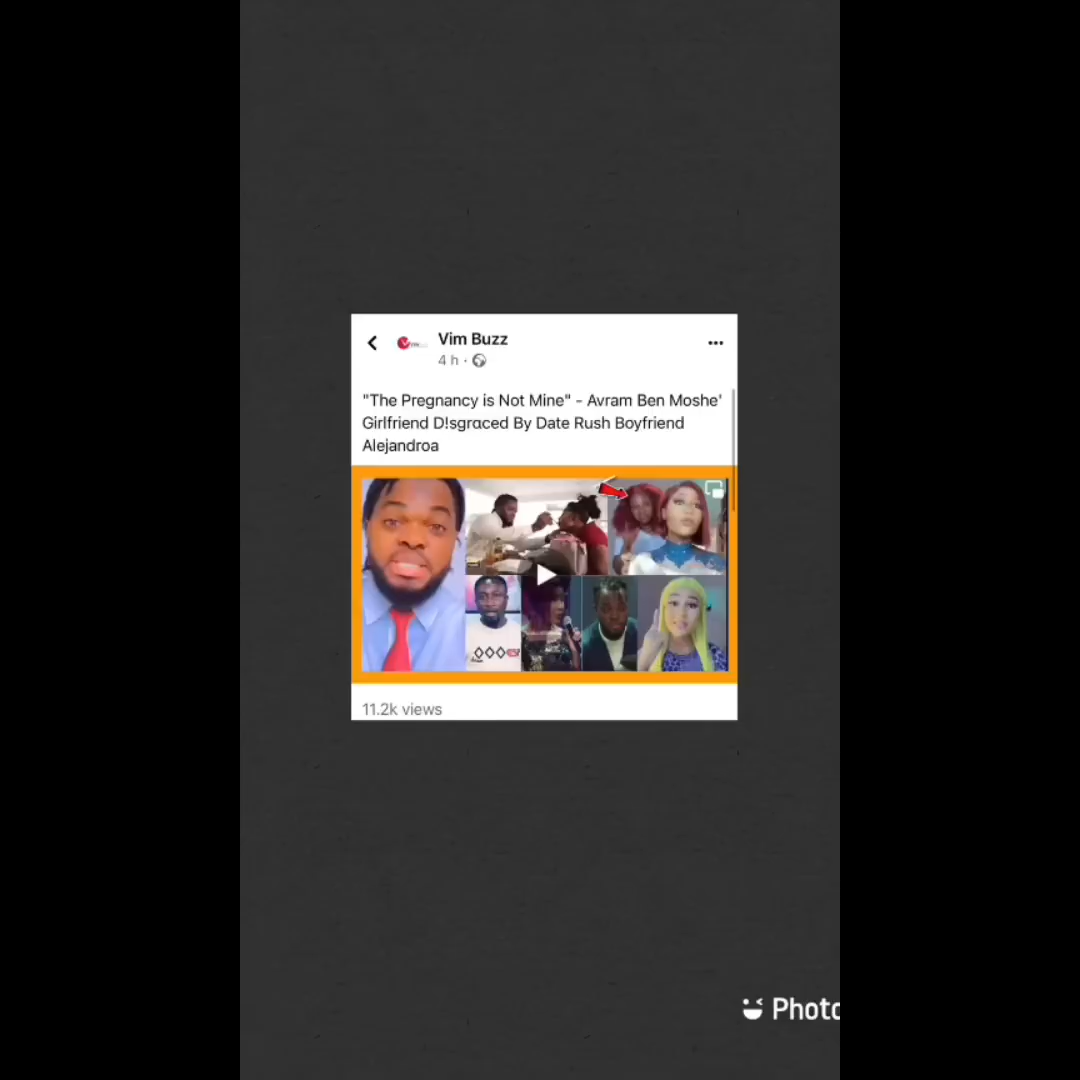 Vim Buzz
4 h ·
"The Pregnancy is Not Mine" - Avram Ben Moshe'
Girlfriend D!sgraced By Date Rush Boyfriend
Alejandroa
11.2k views
Photo